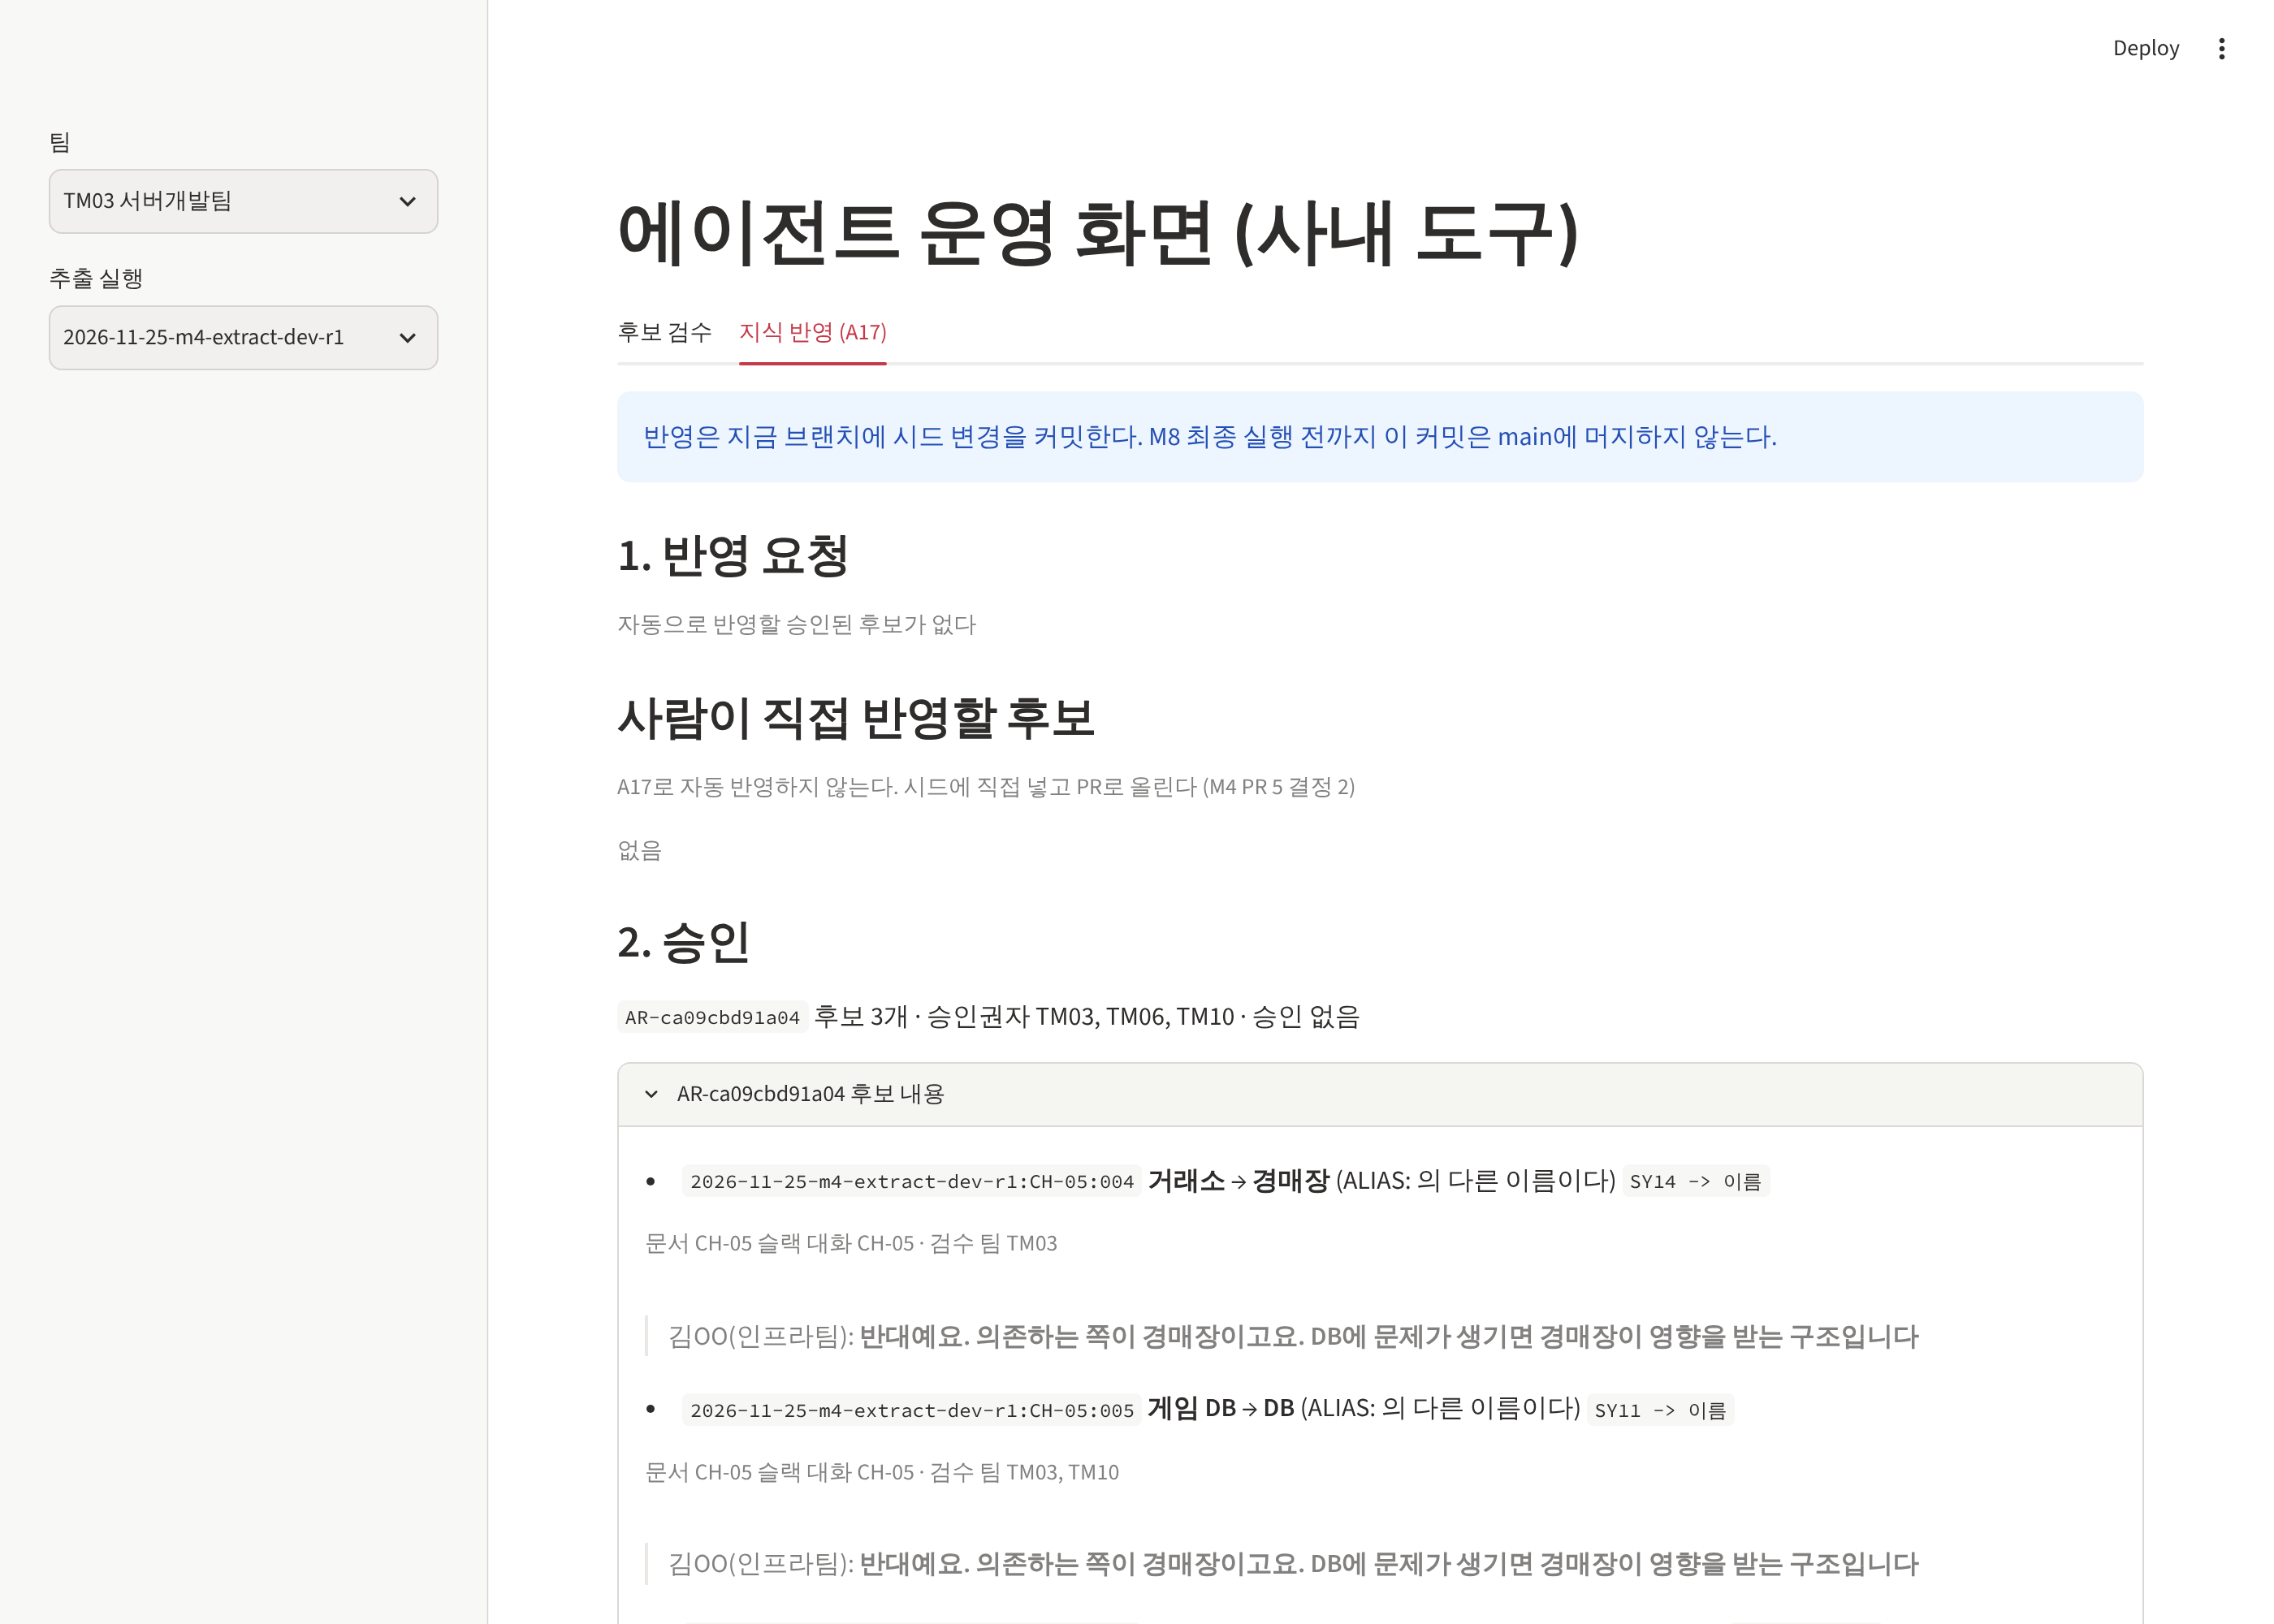 Deploy
팀
TM03 서버개발팀
추출 실행
2026-11-25-m4-extract-dev-r1
에이전트 운영 화면 (사내 도구)
후보 검수 지식 반영 (A17)
반영은 지금 브랜치에 시드 변경을 커밋한다. M8 최종 실행 전까지 이 커밋은 main에 머지하지 않는다.
1. 반영 요청
자동으로 반영할 승인된 후보가 없다
사람이 직접 반영할 후보
A17로 자동 반영하지 않는다. 시드에 직접 넣고 PR로 올린다 (M4 PR 5 결정 2)
없음
2. 승인
AR-ca09cbd91a04 후보 3개 · 승인권자 TM03, TM06, TM10 · 승인 없음
AR-ca09cbd91a04 후보 내용
• 2026-11-25-m4-extract-dev-r1:CH-05:004 거래소 → 경매장 (ALIAS: 의 다른 이름이다) SY14 -> 이름
문서 CH-05 슬랙 대화 CH-05 · 검수 팀 TM03
김OO(인프라팀): 반대예요. 의존하는 쪽이 경매장이고요. DB에 문제가 생기면 경매장이 영향을 받는 구조입니다
• 2026-11-25-m4-extract-dev-r1:CH-05:005 게임 DB → DB (ALIAS: 의 다른 이름이다) SY11 -> 이름
문서 CH-05 슬랙 대화 CH-05 · 검수 팀 TM03, TM10
김OO(인프라팀): 반대예요. 의존하는 쪽이 경매장이고요. DB에 문제가 생기면 경매장이 영향을 받는 구조입니다